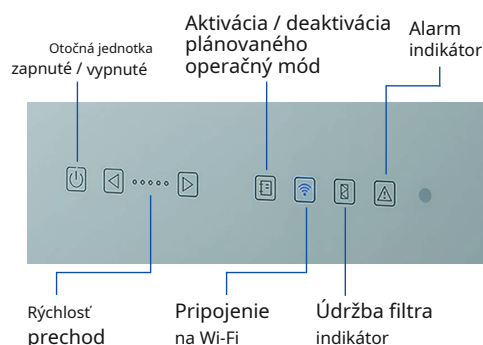 Otočná jednotka
zapnuté / vypnuté
Aktivácia / deaktivácia
plánovaného
operačný mód
Alarm
indikátor
Rýchlosť
prechod
Pripojenie
na Wi-Fi
Údržba filtra
indikátor